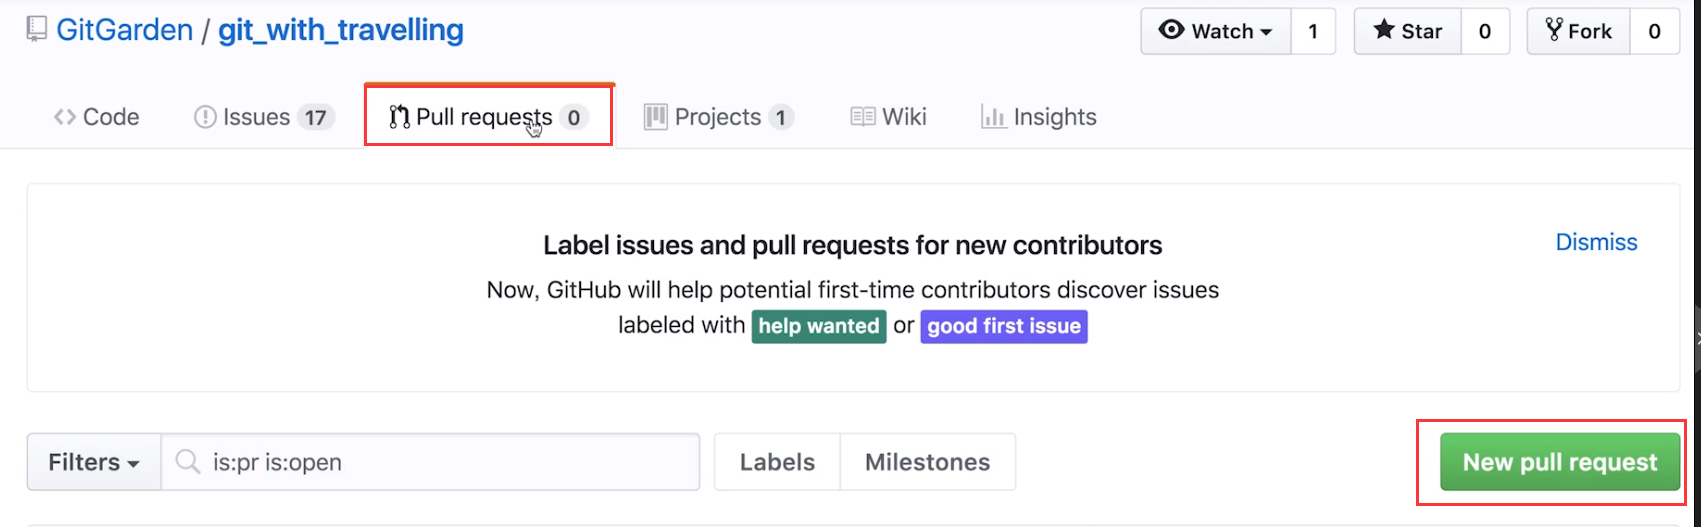 GitGarden / git_with_travelling
Watch 1 Star 0 Fork 0
Code Issues 17 Pull requests 0 Projects 1 Wiki Insights
Label issues and pull requests for new contributors
Dismiss
Now, GitHub will help potential first-time contributors discover issues
labeled with help wanted or good first issue
Filters is:pr is:open Labels Milestones New pull request